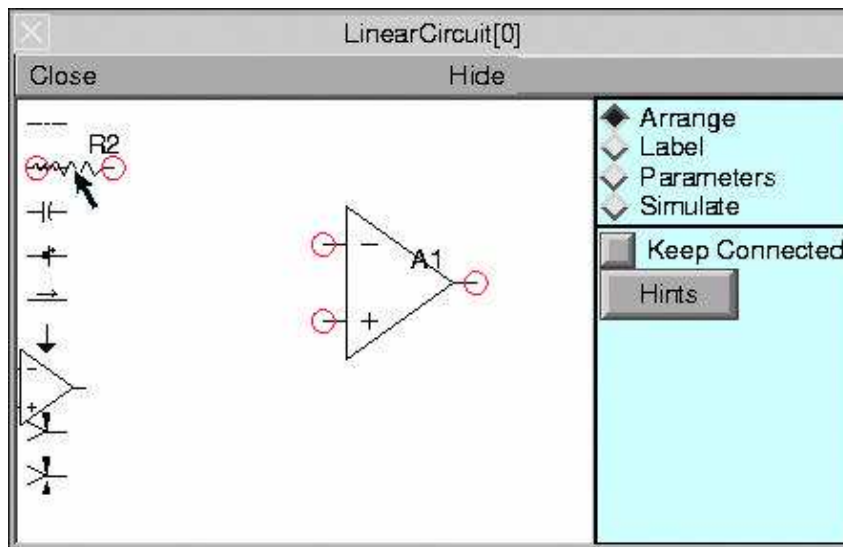 LinearCircuit[0]
Close
Hide
R2
A1
−
+
−
+
Arrange
Label
Parameters
Simulate
Keep Connected
Hints